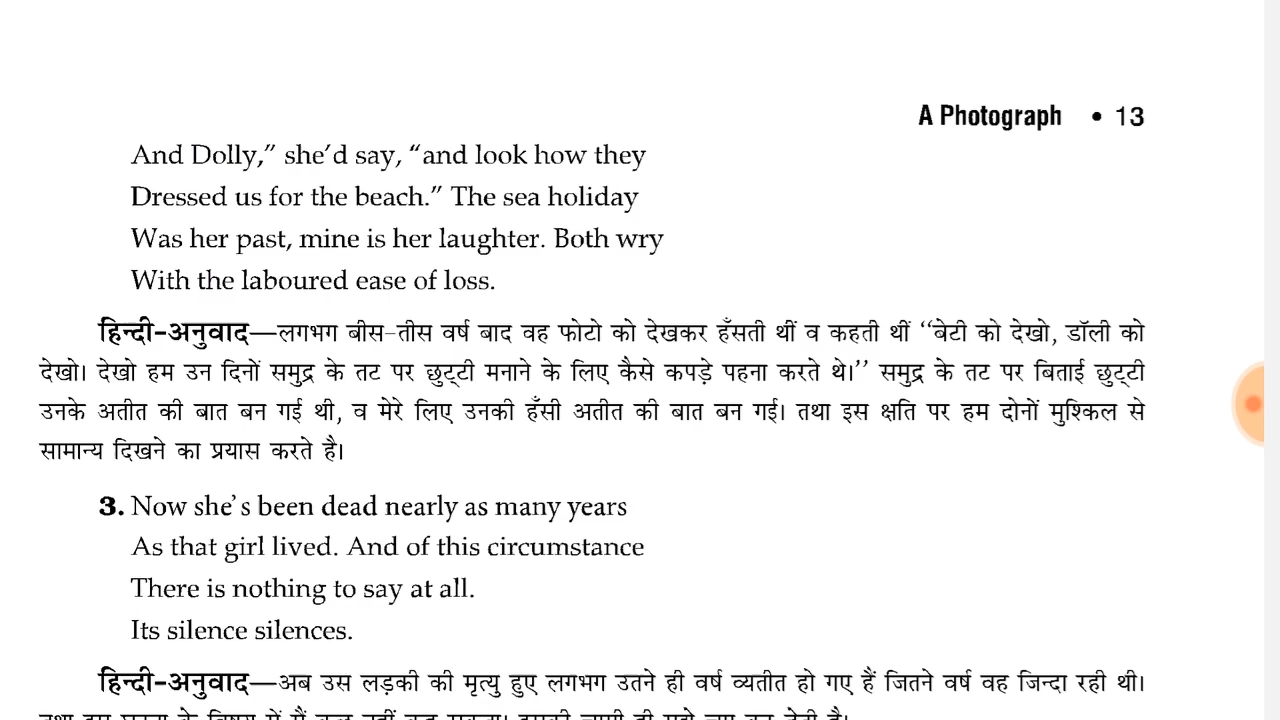 A Photograph • 13
And Dolly,” she’d say, “and look how they
Dressed us for the beach.” The sea holiday
Was her past, mine is her laughter. Both wry
With the laboured ease of loss.
हिन्दी-अनुवाद—लगभग बीस-तीस वर्ष बाद वह फोटो को देखकर हँसती थीं व कहती थीं ‘‘बेटी को देखो, डॉली को
देखो। देखो हम उन दिनों समुद्र के तट पर छुट्टी मनाने के लिए कैसे कपड़े पहना करते थे।’’ समुद्र के तट पर बिताई छुट्टी
उनके अतीत की बात बन गई थी, व मेरे लिए उनकी हँसी अतीत की बात बन गई। तथा इस क्षति पर हम दोनों मुश्किल से
सामान्य दिखने का प्रयास करते है।
3. Now she’s been dead nearly as many years
As that girl lived. And of this circumstance
There is nothing to say at all.
Its silence silences.
हिन्दी-अनुवाद—अब उस लड़की की मृत्यु हुए लगभग उतने ही वर्ष व्यतीत हो गए हैं जितने वर्ष वह जिन्दा रही थी।